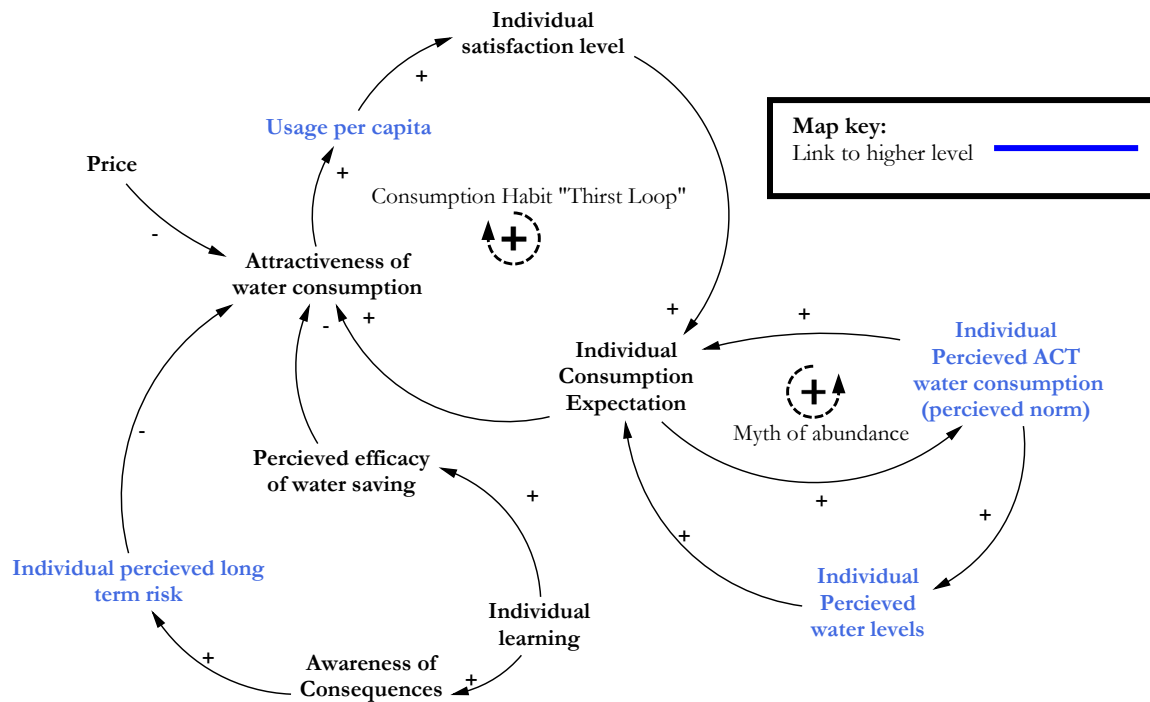 Individual
satisfaction level
+
Usage per capita
+
Price
-
Map key:
Link to higher level
Consumption Habit "Thirst Loop"
+
Attractiveness of
water consumption
-
+
+
+
Individual
Percieved ACT
water consumption
(percieved norm)
Individual
Consumption
Expectation
+
Myth of abundance
-
Percieved efficacy
of water saving
+
+
+
+
Individual percieved long
term risk
Individual
Percieved
water levels
Individual
learning
+
Awareness of
Consequences
+